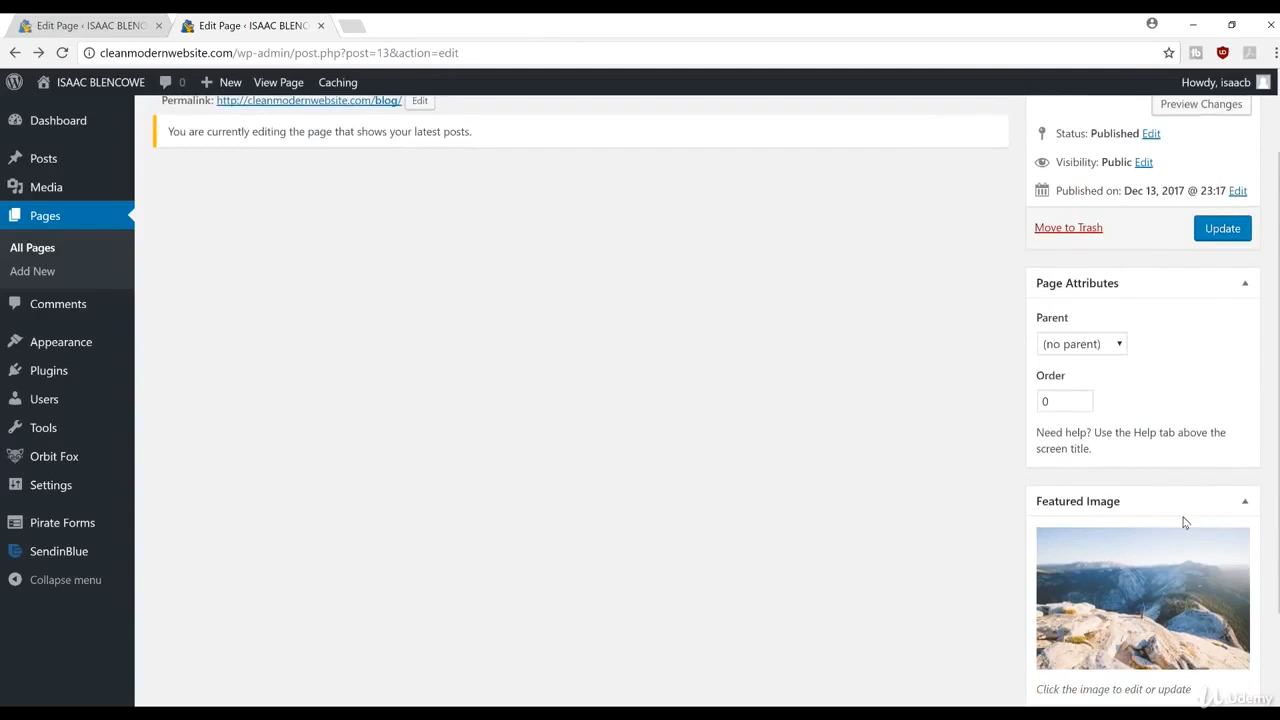 Edit Page ‹ ISAAC BLENCO
Edit Page ‹ ISAAC BLENCO
cleanmodernwebsite.com/wp-admin/post.php?post=13&action=edit
ISAAC BLENCOWE
0
New
View Page
Caching
Howdy, isaacb
Permalink: http://cleanmodernwebsite.com/blog/
Edit
Preview Changes
You are currently editing the page that shows your latest posts.
Dashboard
Posts
Media
Pages
All Pages
Add New
Comments
Appearance
Plugins
Users
Tools
Orbit Fox
Settings
Pirate Forms
SendinBlue
Collapse menu
Status: Published Edit
Visibility: Public Edit
Published on: Dec 13, 2017 @ 23:17 Edit
Move to Trash
Update
Page Attributes
Parent
(no parent)
Order
0
Need help? Use the Help tab above the
screen title.
Featured Image
Click the image to edit or update
Udemy